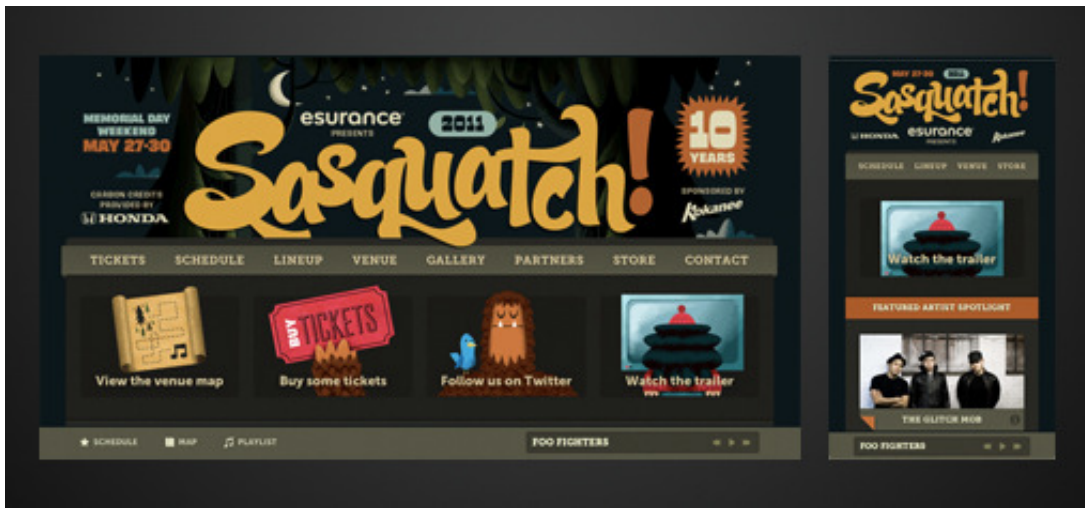 MEMORIAL DAY
WEEKEND
MAY 27-30
CARBON CREDITS
PROVIDED BY
HONDA
esurance
PRESENTS
2011
Sasquatch!
10
YEARS
SPONSORED BY
Kokanee
TICKETS SCHEDULE LINEUP VENUE GALLERY PARTNERS STORE CONTACT
View the venue map
BUY TICKETS
Buy some tickets
Follow us on Twitter
Watch the trailer
SCHEDULE MAP PLAYLIST
FOO FIGHTERS
MAY 27-30 2011
Sasquatch!
HONDA esurance Kokanee
PRESENTS
SCHEDULE LINEUP VENUE STORE
Watch the trailer
FEATURED ARTIST SPOTLIGHT
THE GLITCH MOB
FOO FIGHTERS